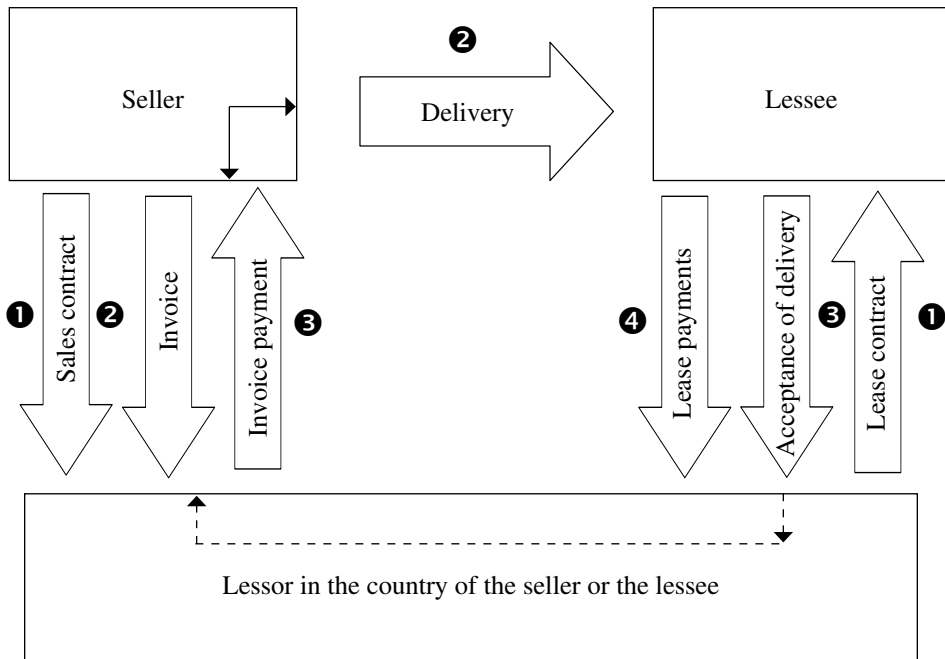 ❷
Seller
Delivery
Lessee
❶
Sales contract
❷
Invoice
Invoice payment
❸
❹
Lease payments
Acceptance of delivery
❸
Lease contract
❶
Lessor in the country of the seller or the lessee